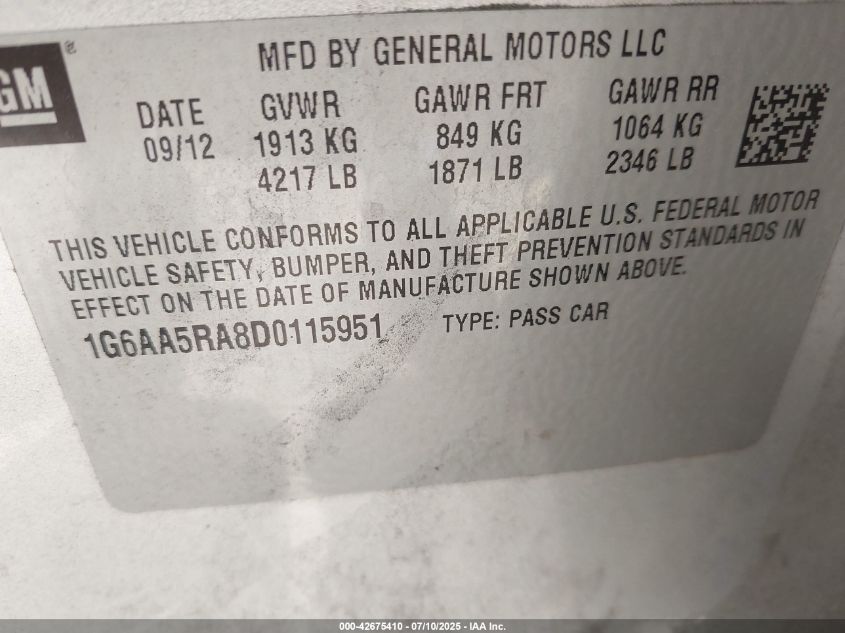 GM ®
MFD BY GENERAL MOTORS LLC
DATE GVWR GAWR FRT GAWR RR
09/12 1913 KG 849 KG 1064 KG
4217 LB 1871 LB 2346 LB
THIS VEHICLE CONFORMS TO ALL APPLICABLE U.S. FEDERAL MOTOR
VEHICLE SAFETY, BUMPER, AND THEFT PREVENTION STANDARDS IN
EFFECT ON THE DATE OF MANUFACTURE SHOWN ABOVE.
1G6AA5RA8D0115951 TYPE: PASS CAR
000-42675410 - 07/10/2025 - IAA Inc.